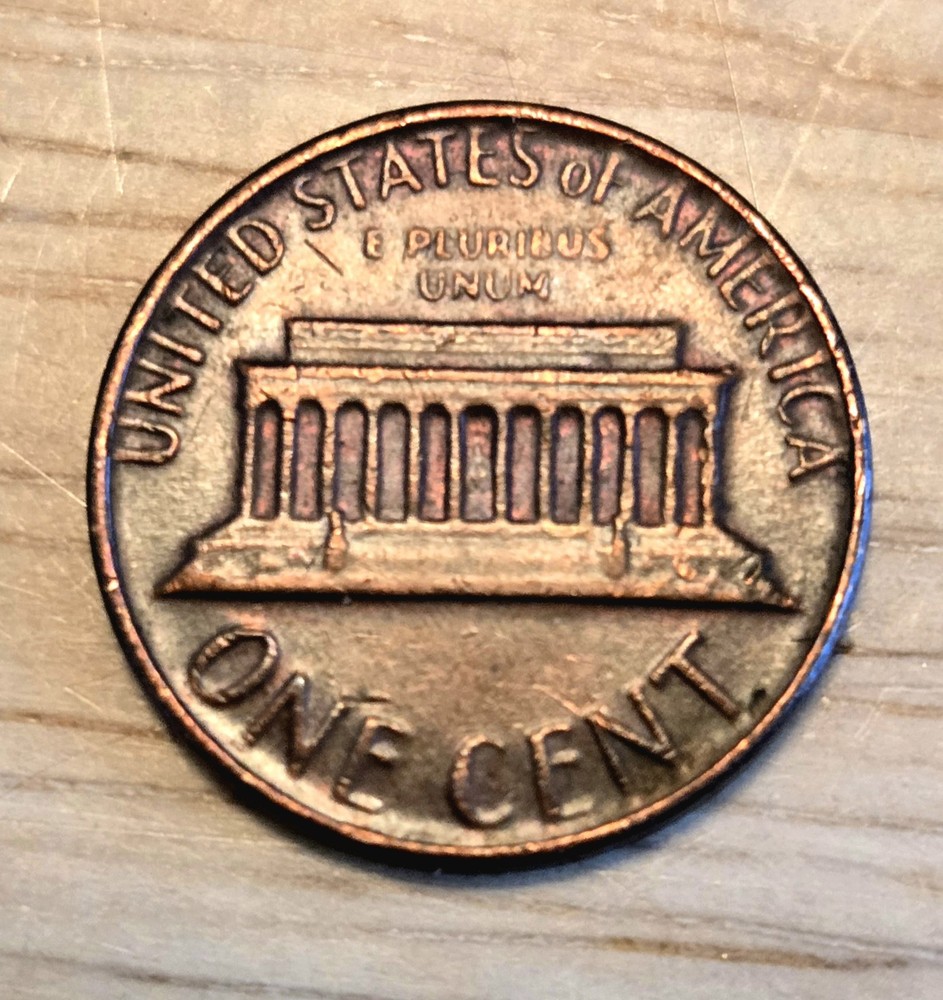 UNITED STATES of AMERICA
E PLURIBUS
UNUM
ONE CENT